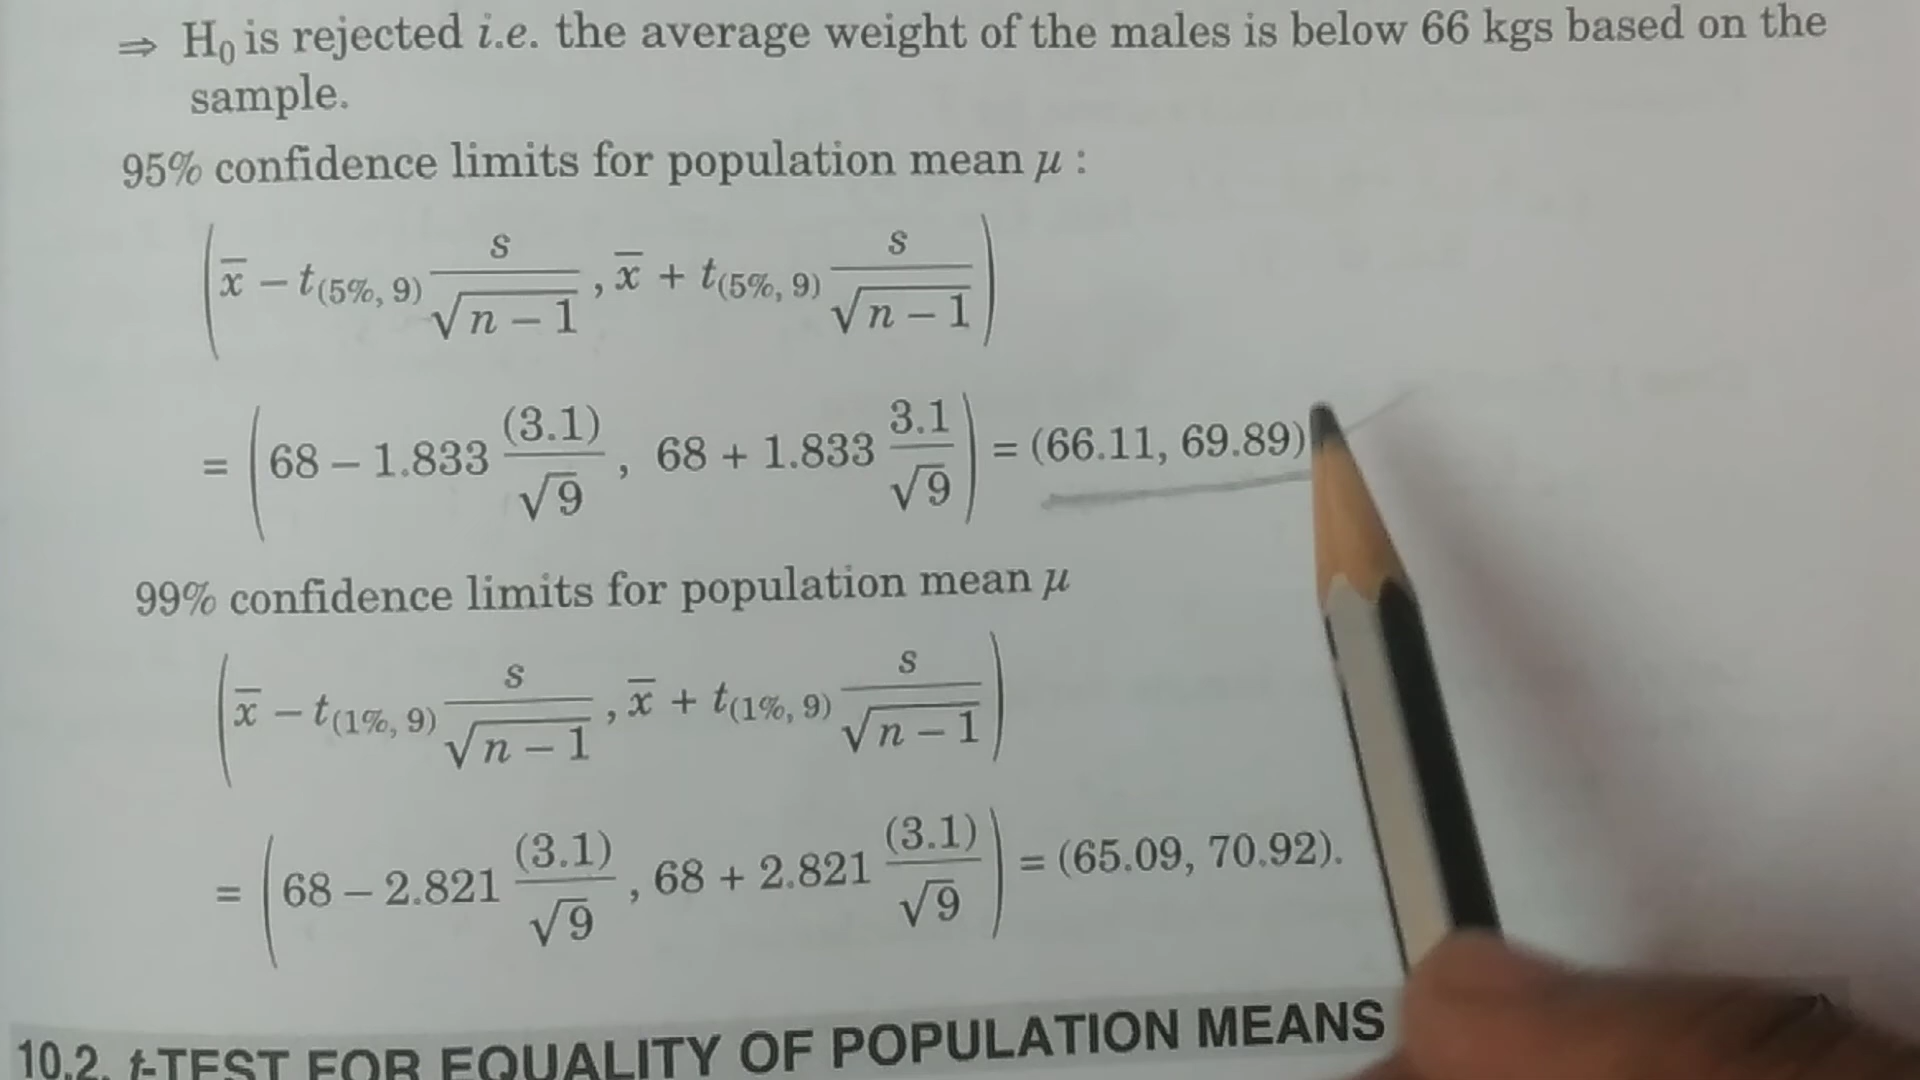 ⇒ H₀ is rejected i.e. the average weight of the males is below 66 kgs based on the
sample.
95% confidence limits for population mean μ :
( x̄ − t(5%, 9) s/√(n − 1) , x̄ + t(5%, 9) s/√(n − 1) )
= ( 68 − 1.833 (3.1)/√9 , 68 + 1.833 3.1/√9 ) = (66.11, 69.89)
99% confidence limits for population mean μ
( x̄ − t(1%, 9) s/√(n − 1) , x̄ + t(1%, 9) s/√(n − 1) )
= ( 68 − 2.821 (3.1)/√9 , 68 + 2.821 (3.1)/√9 ) = (65.09, 70.92).
10.2. t-TEST FOR EQUALITY OF POPULATION MEANS